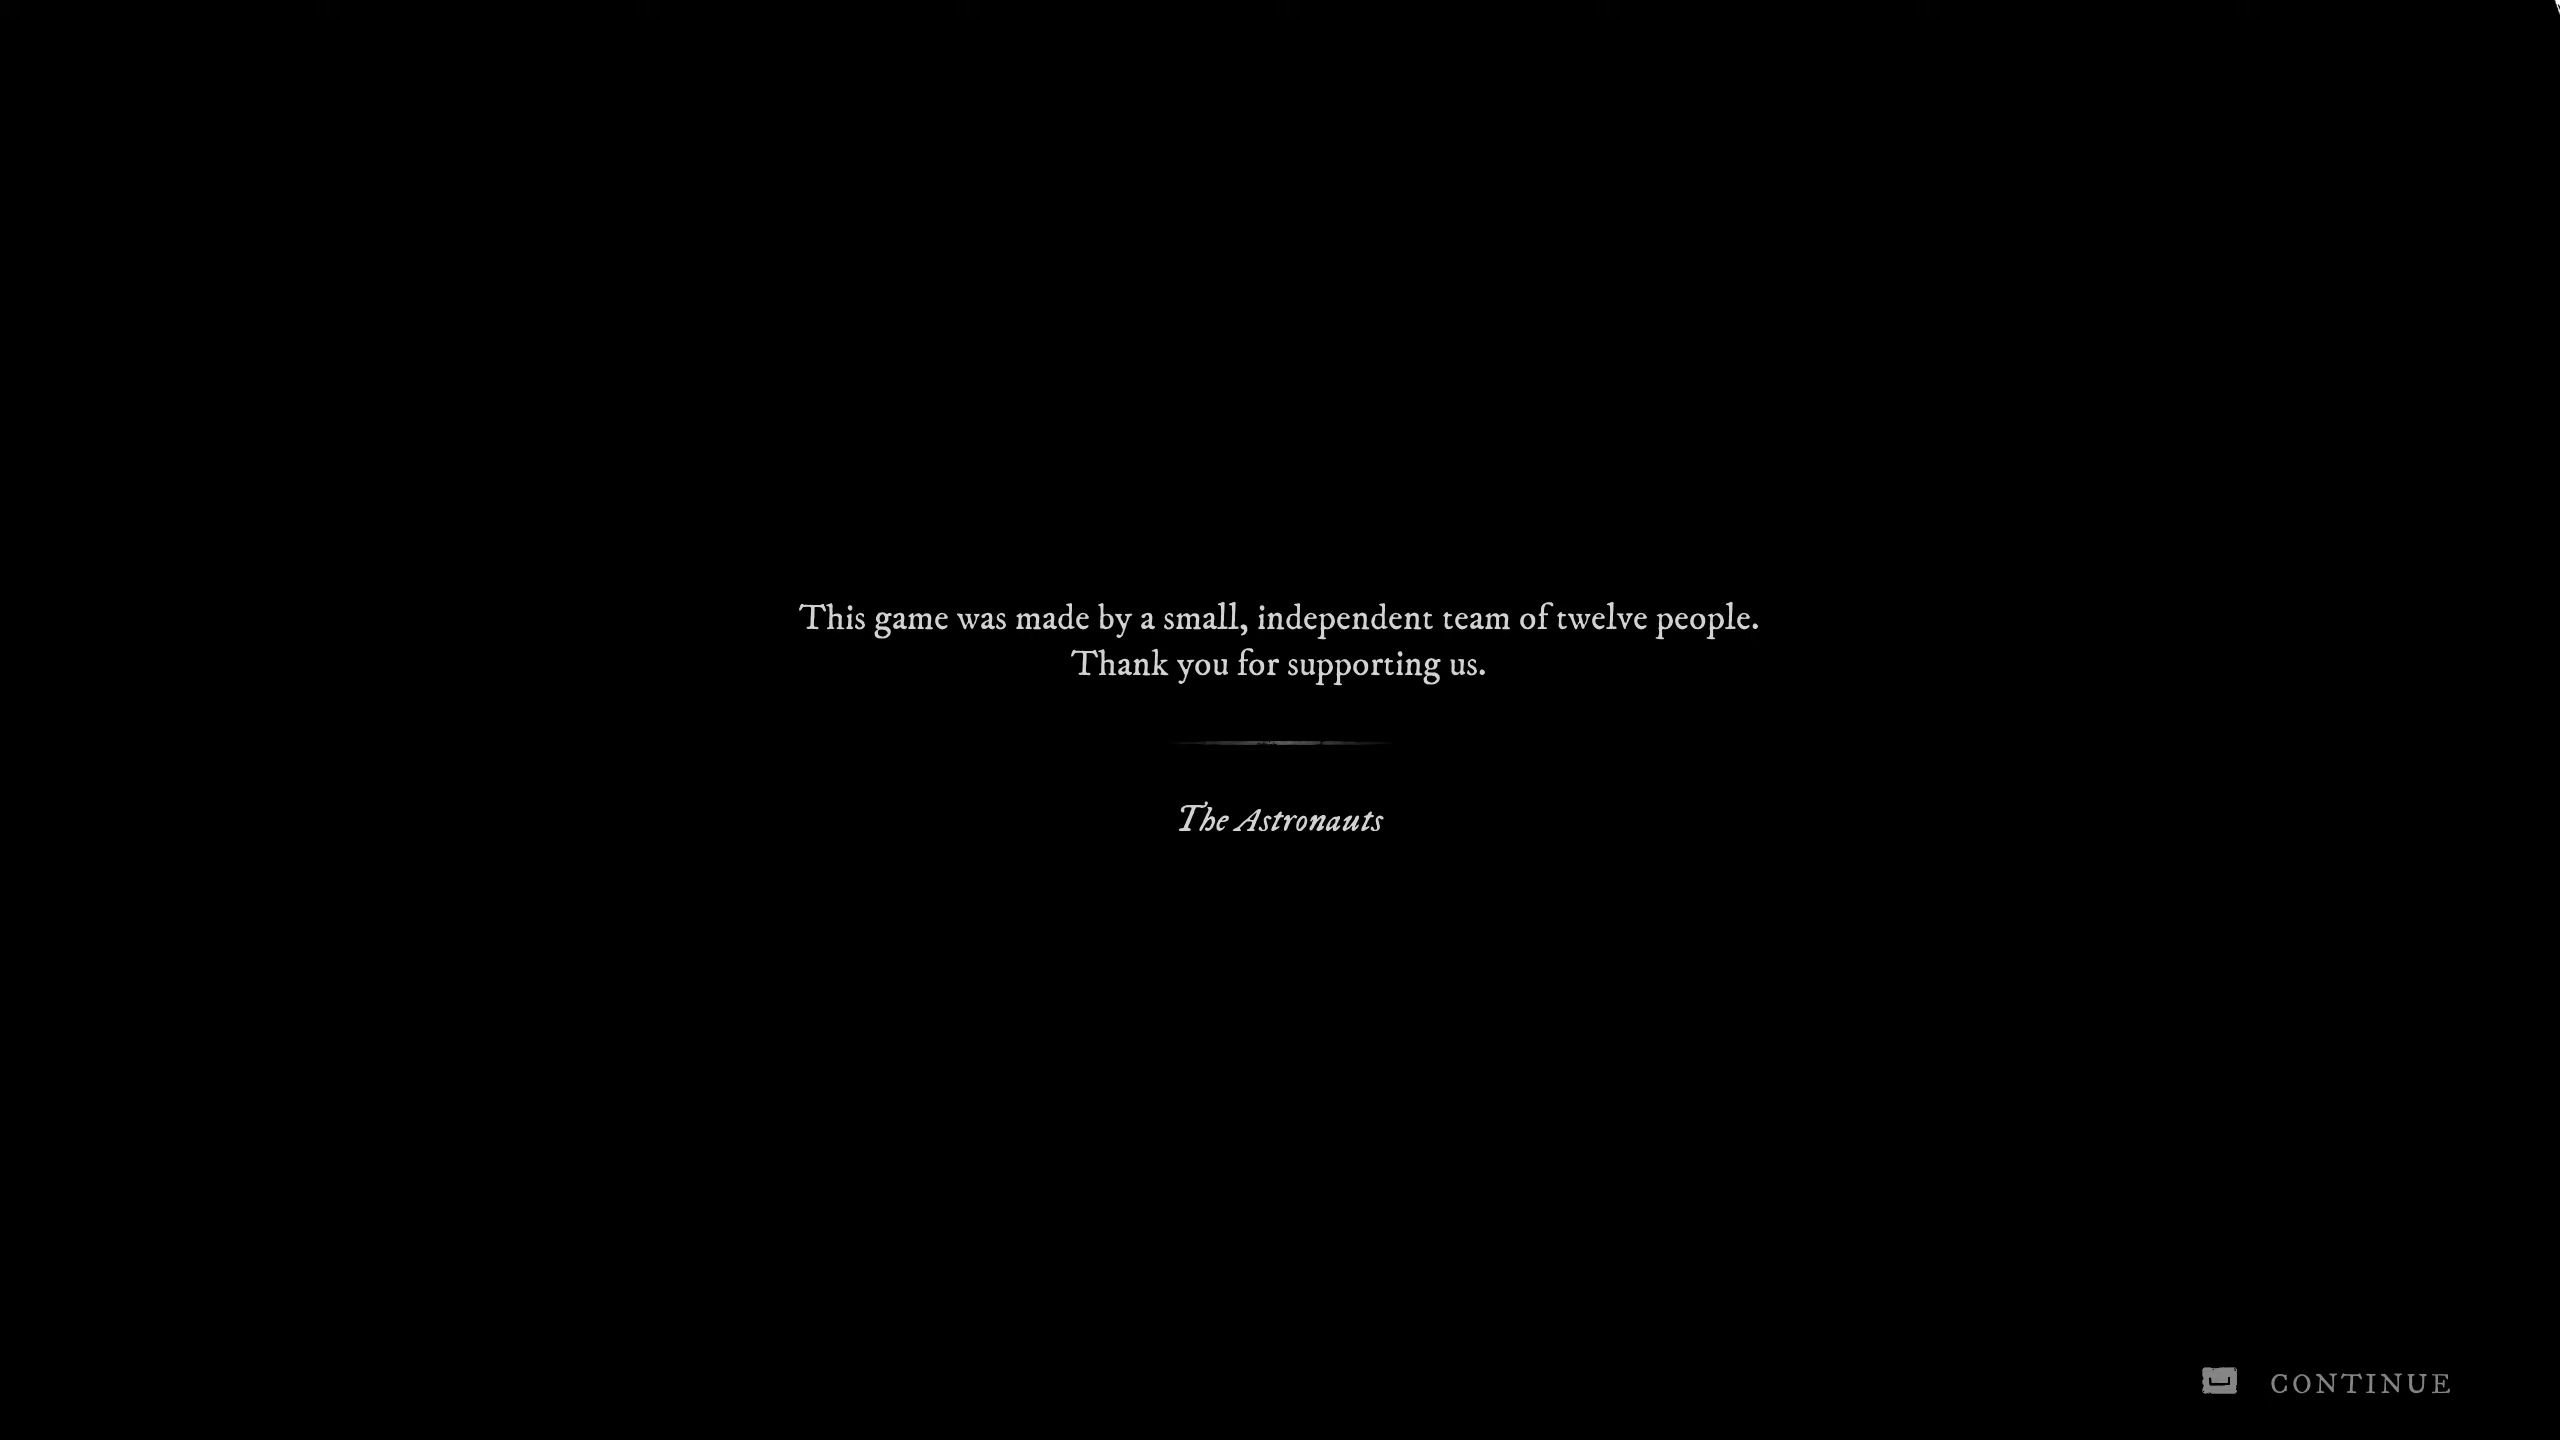 This game was made by a small, independent team of twelve people.
Thank you for supporting us.
The Astronauts
CONTINUE